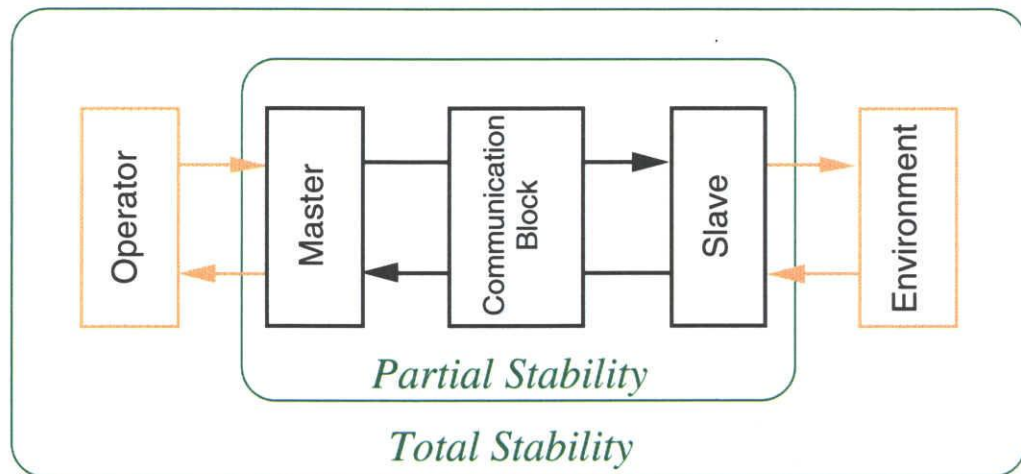 Operator
Master
Communication
Block
Slave
Environment
Partial Stability
Total Stability